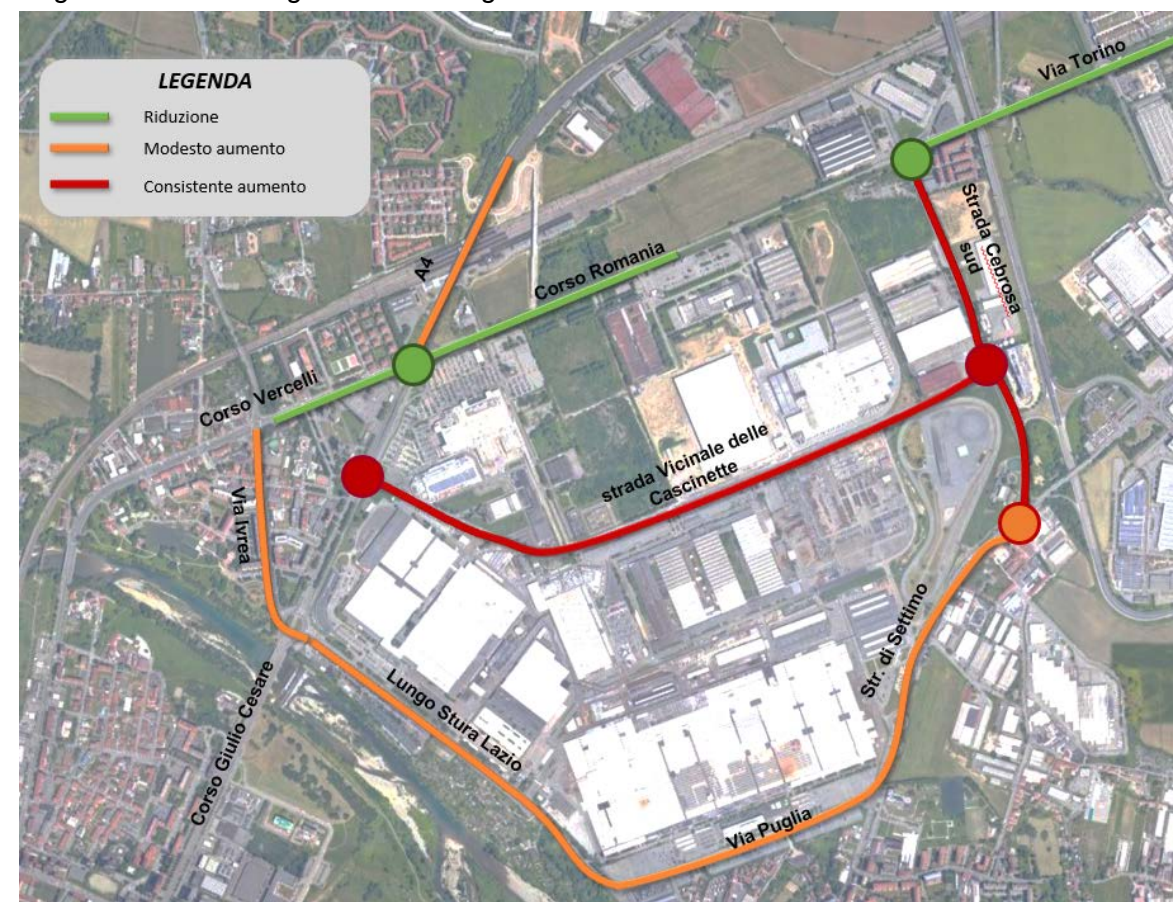 LEGENDA
Riduzione
Modesto aumento
Consistente aumento
Via Torino
Strada Cebrosa
sud
A4
Corso Romania
Corso Vercelli
strada Vicinale delle
Cascinette
Via Ivrea
Str. di Settimo
Lungo Stura Lazio
Corso Giulio Cesare
Via Puglia